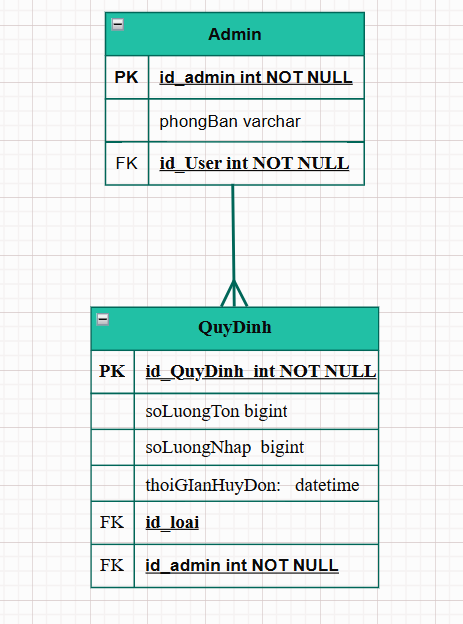 Admin
PK id_admin int NOT NULL
phongBan varchar
FK id_User int NOT NULL
QuyDinh
PK id_QuyDinh int NOT NULL
soLuongTon bigint
soLuongNhap bigint
thoiGIanHuyDon: datetime
FK id_loai
FK id_admin int NOT NULL